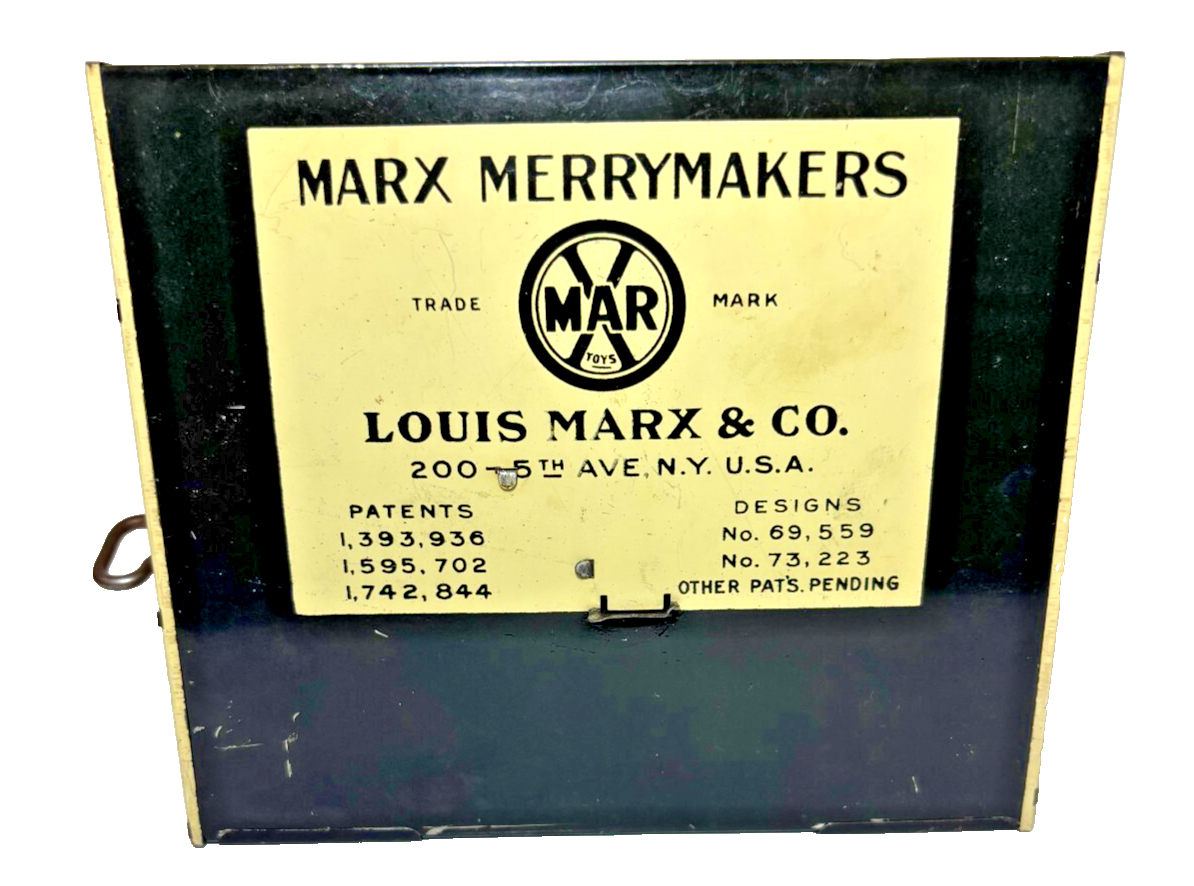 MARX MERRYMAKERS
TRADE MARK
MAR
X
TOYS
LOUIS MARX & CO.
200 - 5TH AVE, N.Y. U.S.A.
PATENTS
1,393,936
1,595,702
1,742,844
DESIGNS
No. 69,559
No. 73,223
OTHER PAT'S. PENDING